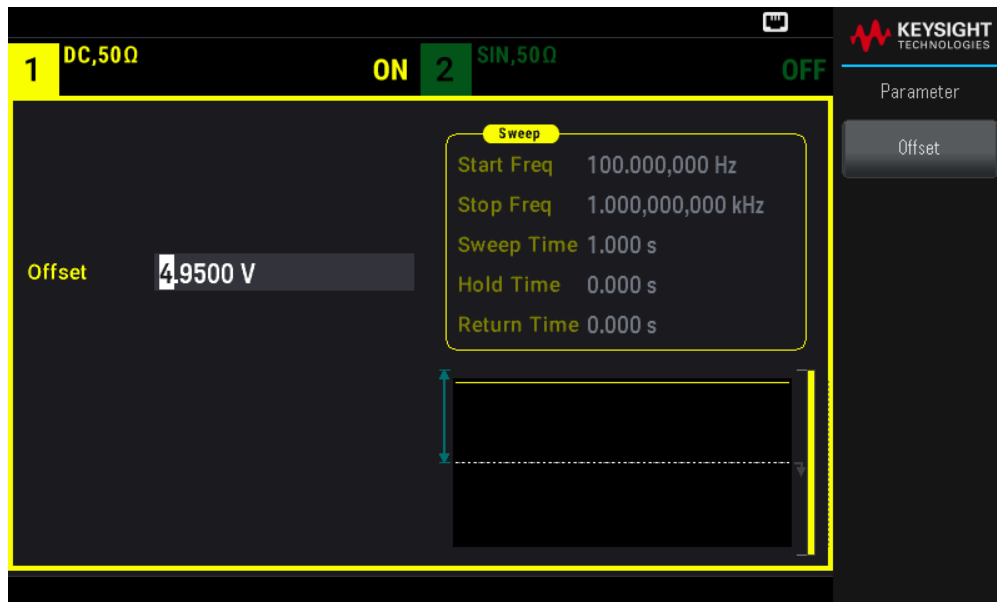 KEYSIGHT
TECHNOLOGIES
1 DC,50Ω ON
2 SIN,50Ω OFF
Parameter
Offset
Sweep
Start Freq 100.000,000 Hz
Stop Freq 1.000,000,000 kHz
Sweep Time 1.000 s
Offset 4.9500 V
Hold Time 0.000 s
Return Time 0.000 s